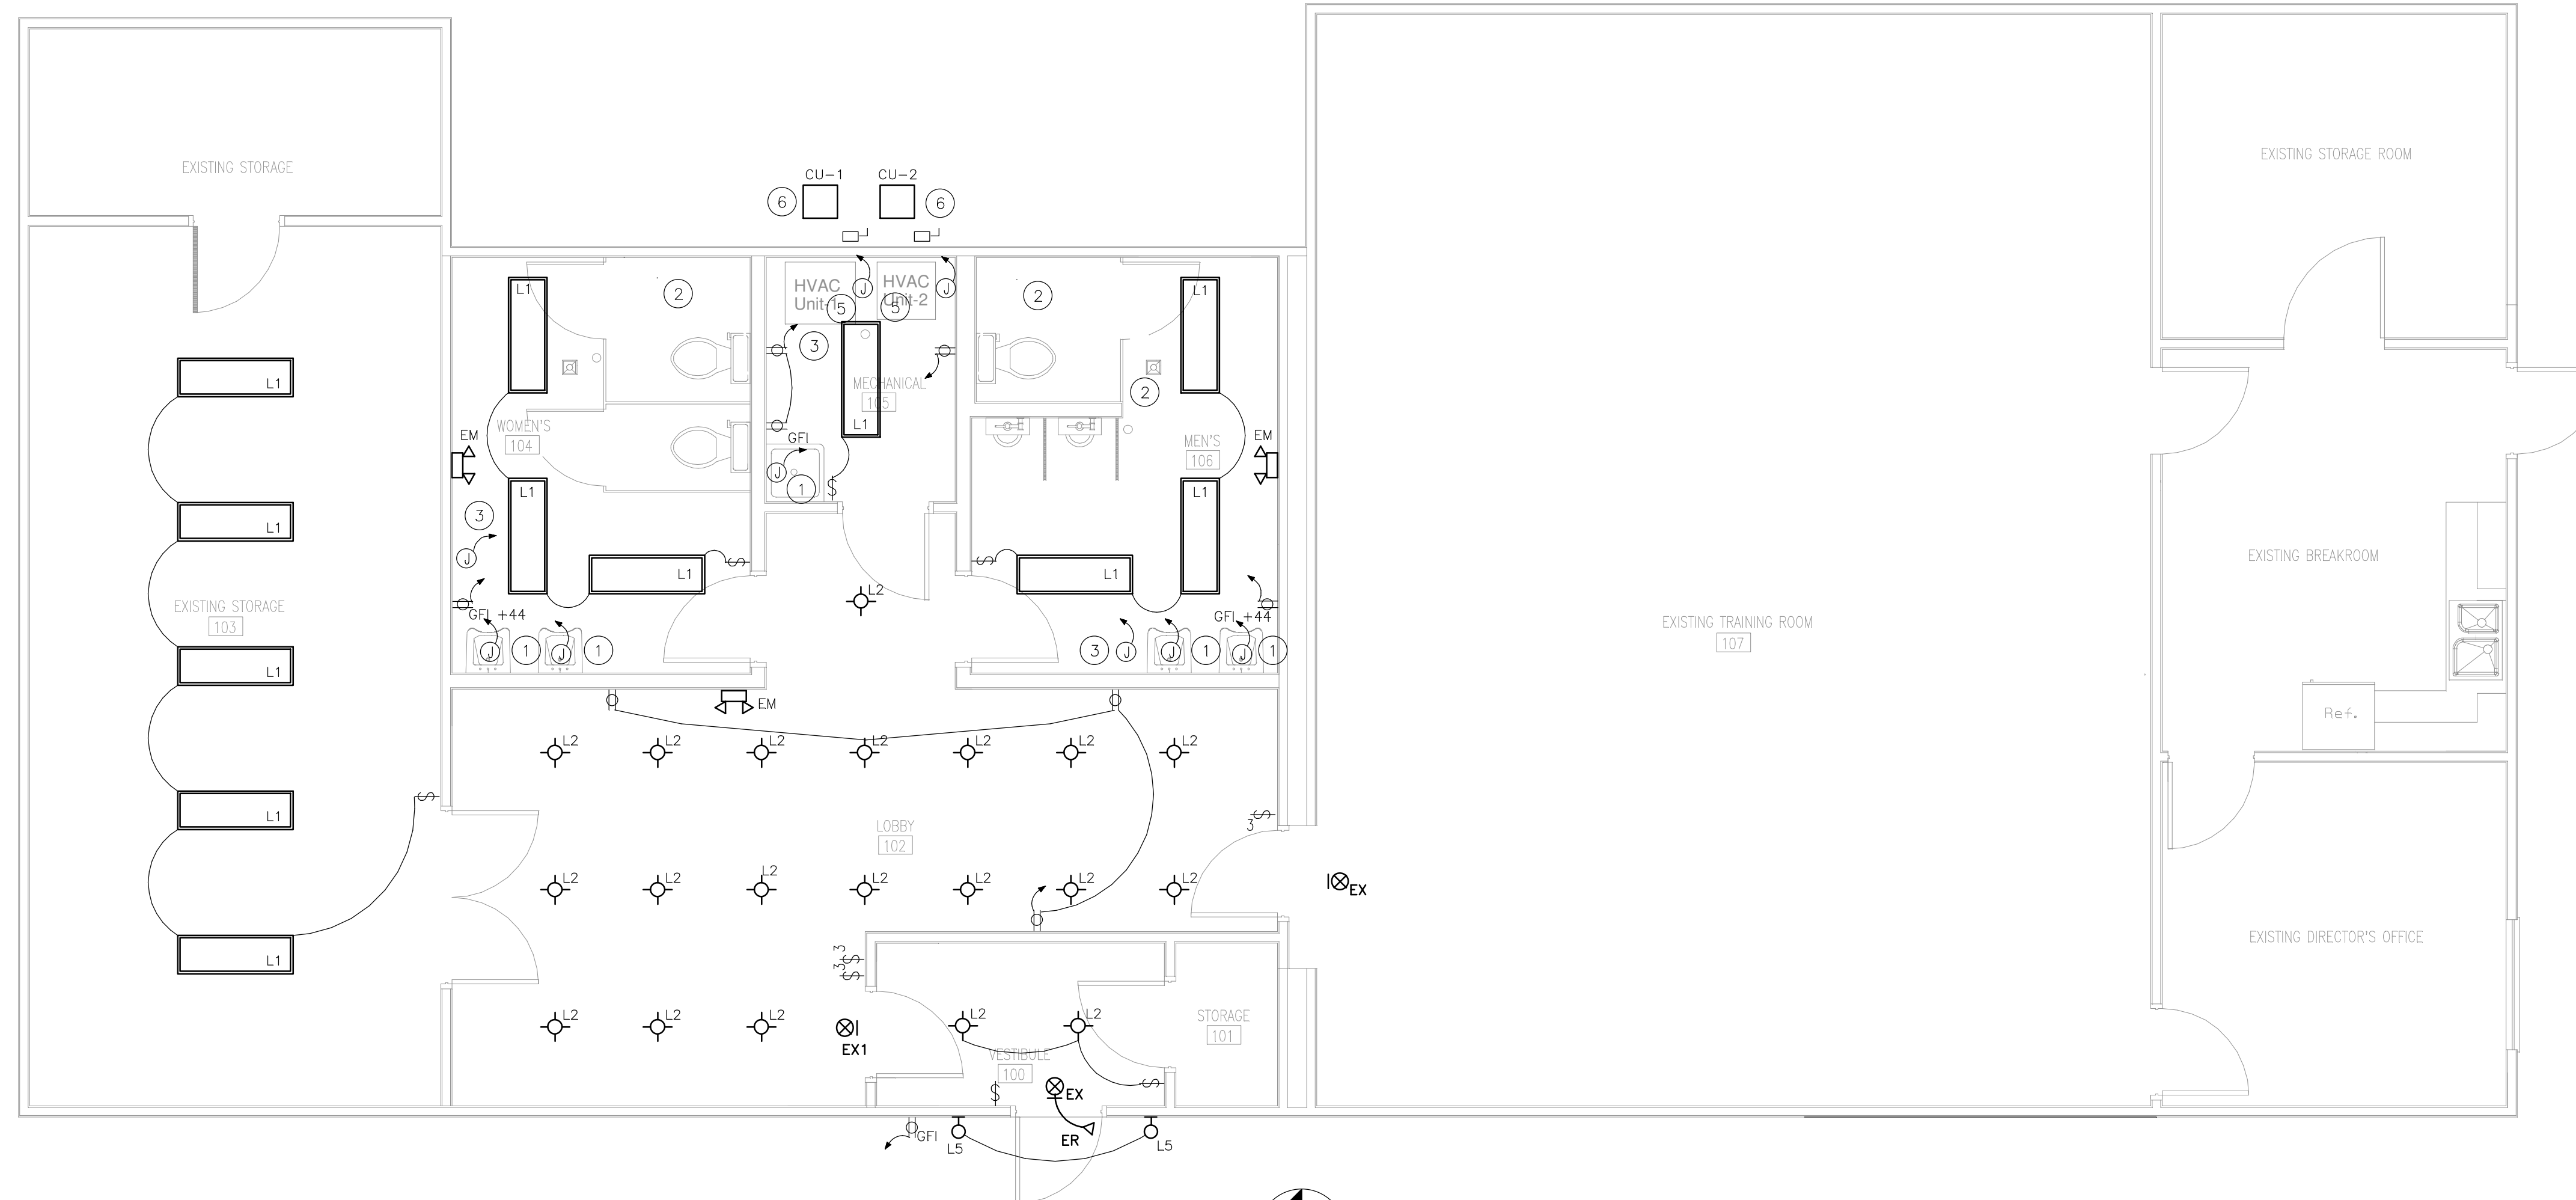 EXISTING STORAGE
EXISTING STORAGE ROOM
CU-1
CU-2
6
6
L1
2
HVAC
Unit-1
HVAC
Unit-2
J
J
5
5
2
L1
3
L1
MECHANICAL
105
L1
2
WOMEN'S
104
EM
GFI
MEN'S
106
EM
J
1
$
L1
L1
3
J
L1
L1
L1
$
$
L1
L1
EXISTING BREAKROOM
L2
EXISTING STORAGE
103
GFI +44
GFI +44
EXISTING TRAINING ROOM
107
J
1
J
1
3
J
J
1
J
1
L1
EM
Ref.
L2
L2
L2
L2
L2
L2
L2
$
L1
$
3
LOBBY
102
L2
L2
L2
L2
L2
L2
L2
EX
3
$
3
$
EXISTING DIRECTOR'S OFFICE
L1
L2
L2
L2
EX1
L2
L2
STORAGE
101
VESTIBULE
100
$
$
EX
GFI
L5
ER
L5